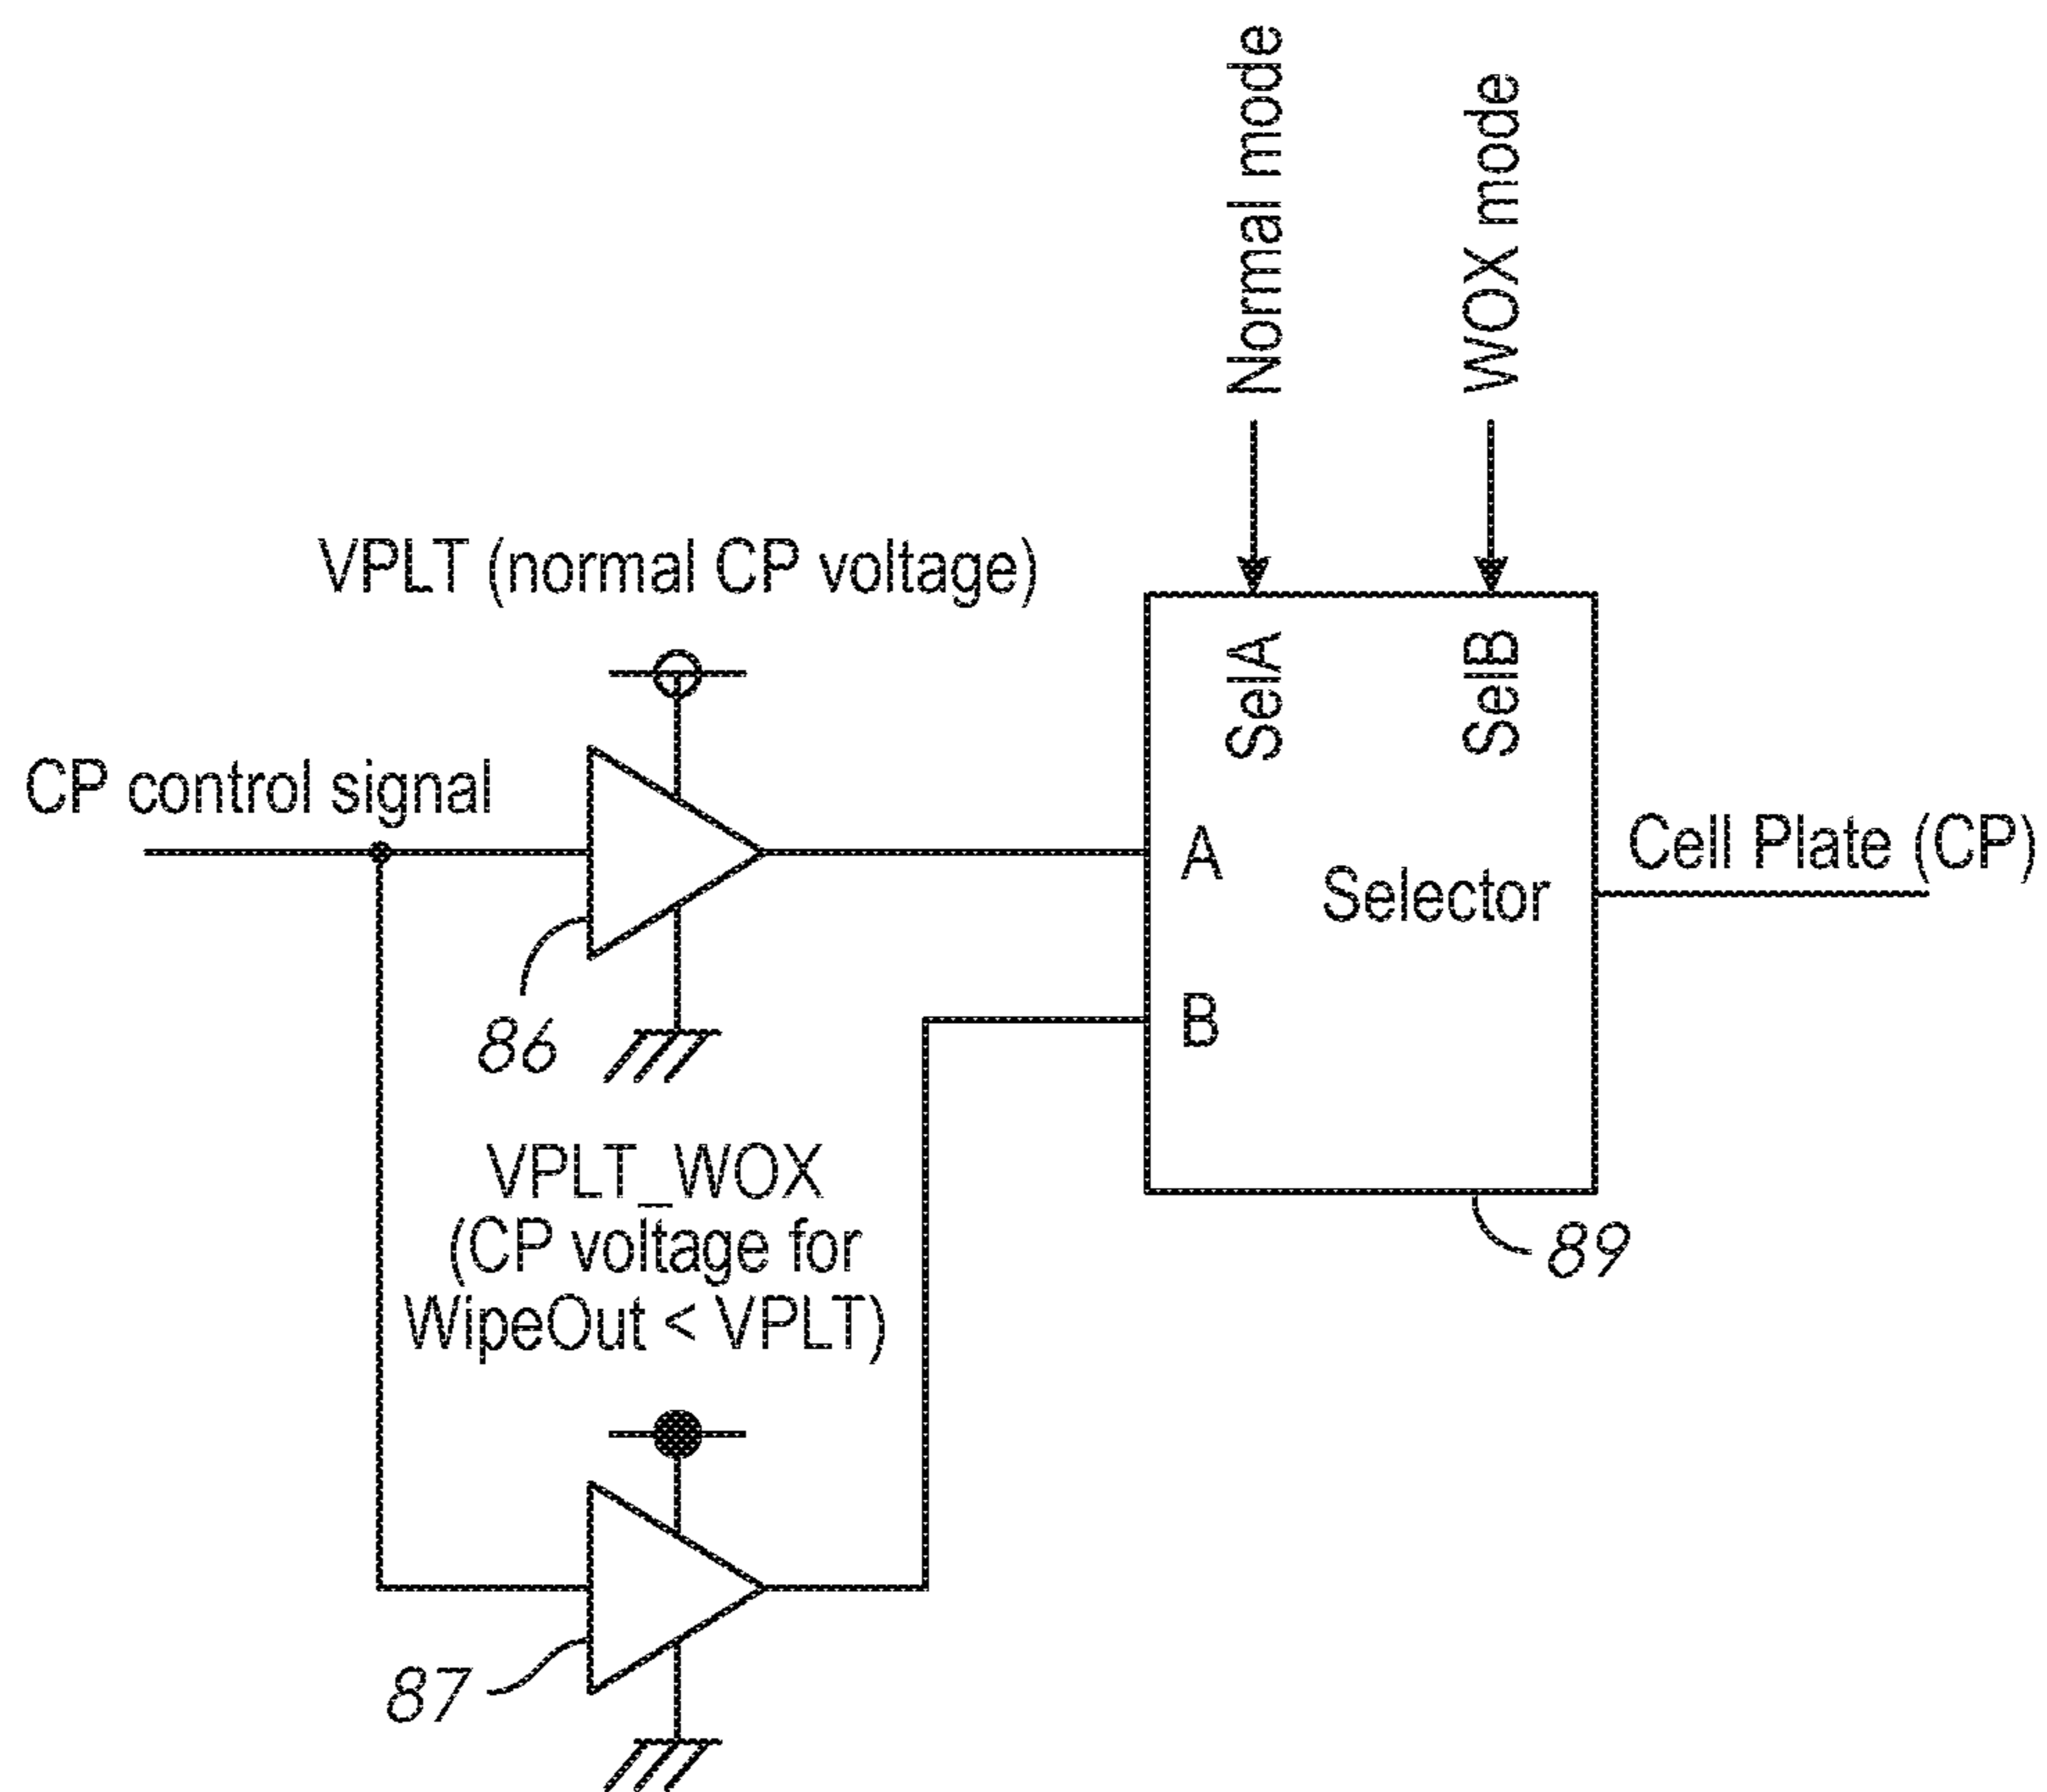 Normal mode
WOX mode
VPLT (normal CP voltage)
SelA
SelB
CP control signal
A
Selector
Cell Plate (CP)
86
B
VPLT_WOX
(CP voltage for
WipeOut < VPLT)
89
87